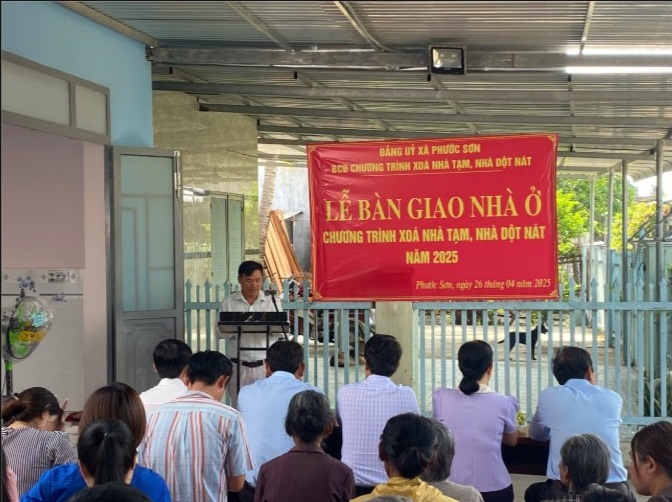 ĐẢNG UỶ XÃ PHƯỚC SƠN
BCĐ CHƯƠNG TRÌNH XOÁ NHÀ TẠM, NHÀ DỘT NÁT
LỄ BÀN GIAO NHÀ Ở
CHƯƠNG TRÌNH XOÁ NHÀ TẠM, NHÀ DỘT NÁT
NĂM 2025
Phước Sơn, ngày 26 tháng 04 năm 2025